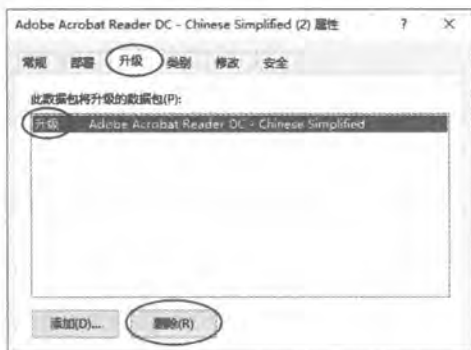 Adobe Acrobat Reader DC - Chinese Simplified (2) 属性 ? ×
常规 部署 升级 类别 修改 安全
此数据包将升级的数据包(P):
升级 Adobe Acrobat Reader DC - Chinese Simplified
添加(D)... 删除(R)